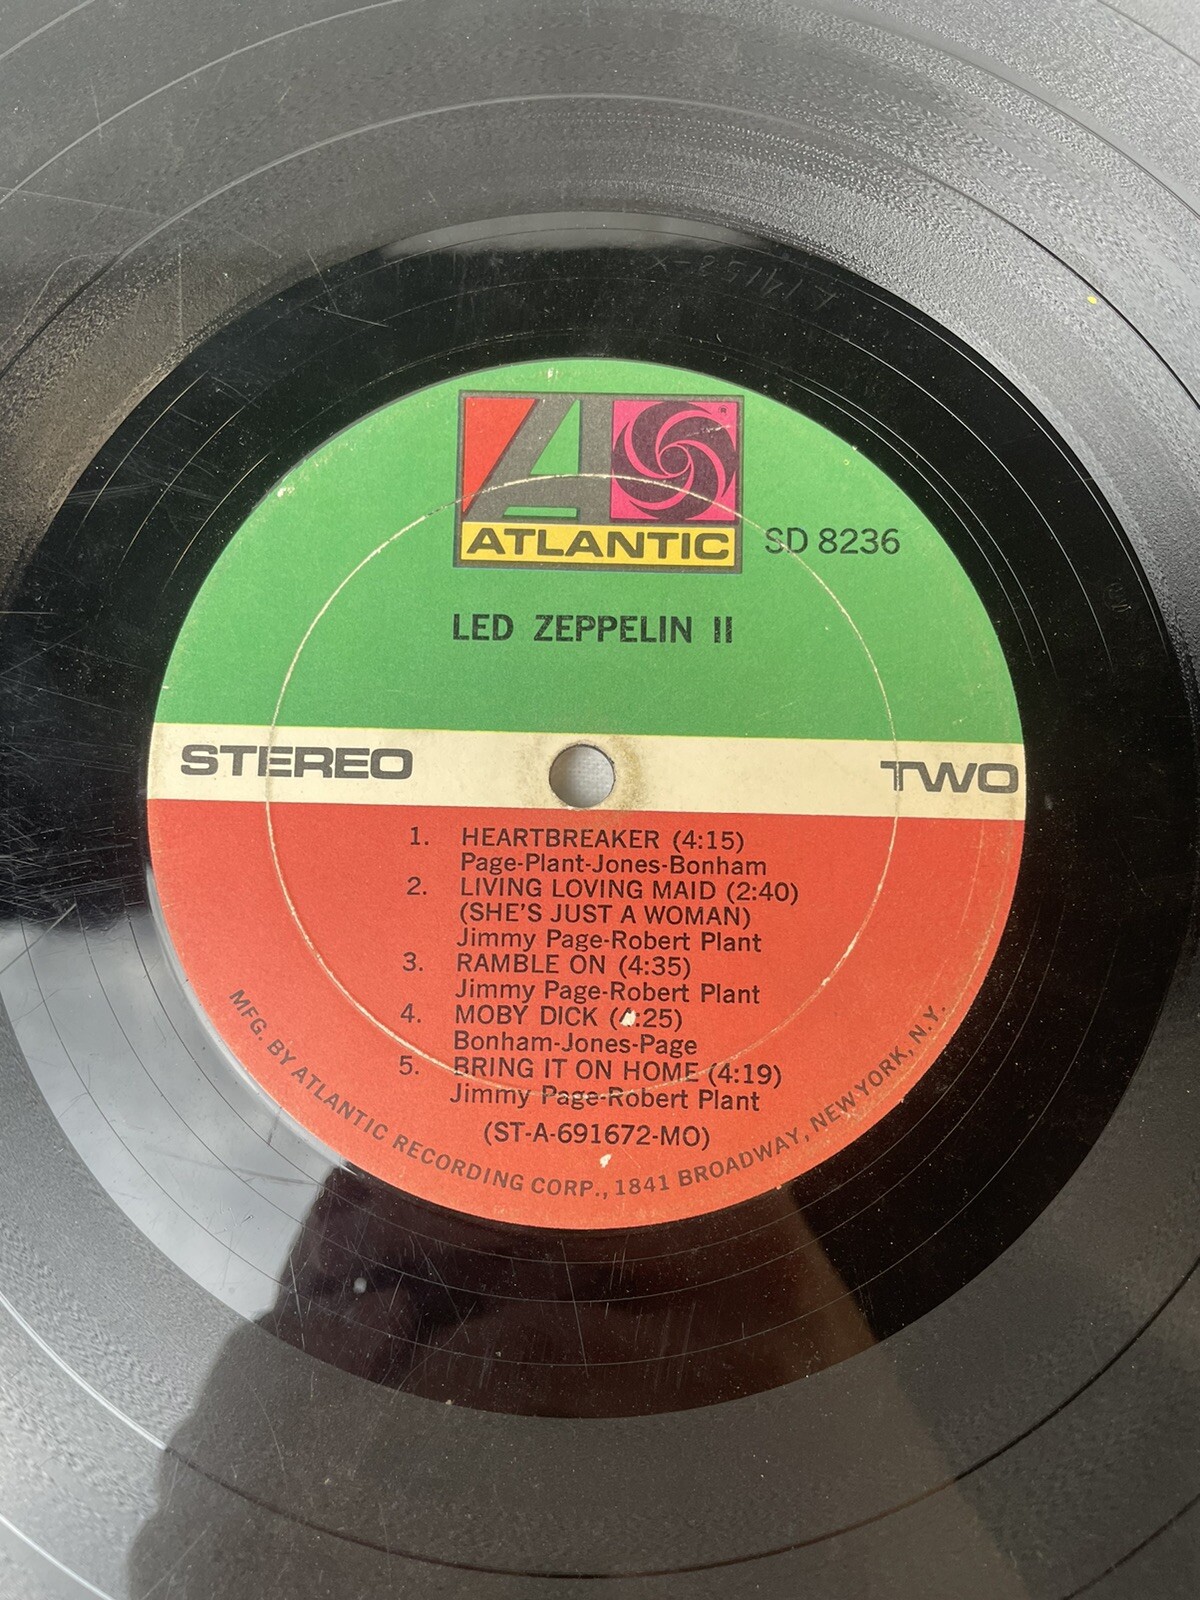 ATLANTIC
®
SD 8236
LED ZEPPELIN II
STEREO
TWO
1. HEARTBREAKER (4:15)
Page-Plant-Jones-Bonham
2. LIVING LOVING MAID (2:40)
(SHE'S JUST A WOMAN)
Jimmy Page-Robert Plant
3. RAMBLE ON (4:35)
Jimmy Page-Robert Plant
4. MOBY DICK (4:25)
Bonham-Jones-Page
5. BRING IT ON HOME (4:19)
Jimmy Page-Robert Plant
(ST-A-691672-MO)
MFG. BY ATLANTIC RECORDING CORP., 1841 BROADWAY, NEW YORK, N.Y.